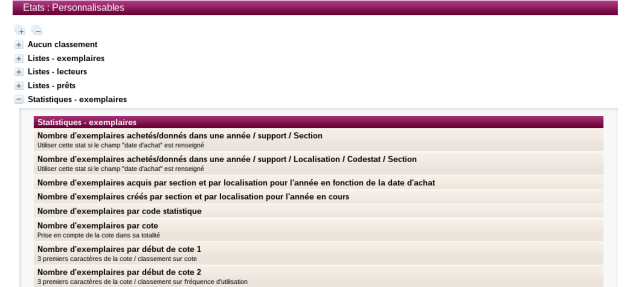 Etats : Personnalisables
Aucun classement
Listes - exemplaires
Listes - lecteurs
Listes - prêts
Statistiques - exemplaires
Statistiques - exemplaires
Nombre d'exemplaires achetés/donnés dans une année / support / Section
Utiliser cette stat si le champ "date d'achat" est renseigné
Nombre d'exemplaires achetés/donnés dans une année / support / Localisation / Codestat / Section
Utiliser cette stat si le champ "date d'achat" est renseigné
Nombre d'exemplaires acquis par section et par localisation pour l'année en fonction de la date d'achat
Nombre d'exemplaires créés par section et par localisation pour l'année en cours
Nombre d'exemplaires par code statistique
Nombre d'exemplaires par cote
Prise en compte de la cote dans sa totalité
Nombre d'exemplaires par début de cote 1
3 premiers caractères de la cote / classement sur cote
Nombre d'exemplaires par début de cote 2
3 premiers caractères de la cote / classement sur fréquence d'utilisation